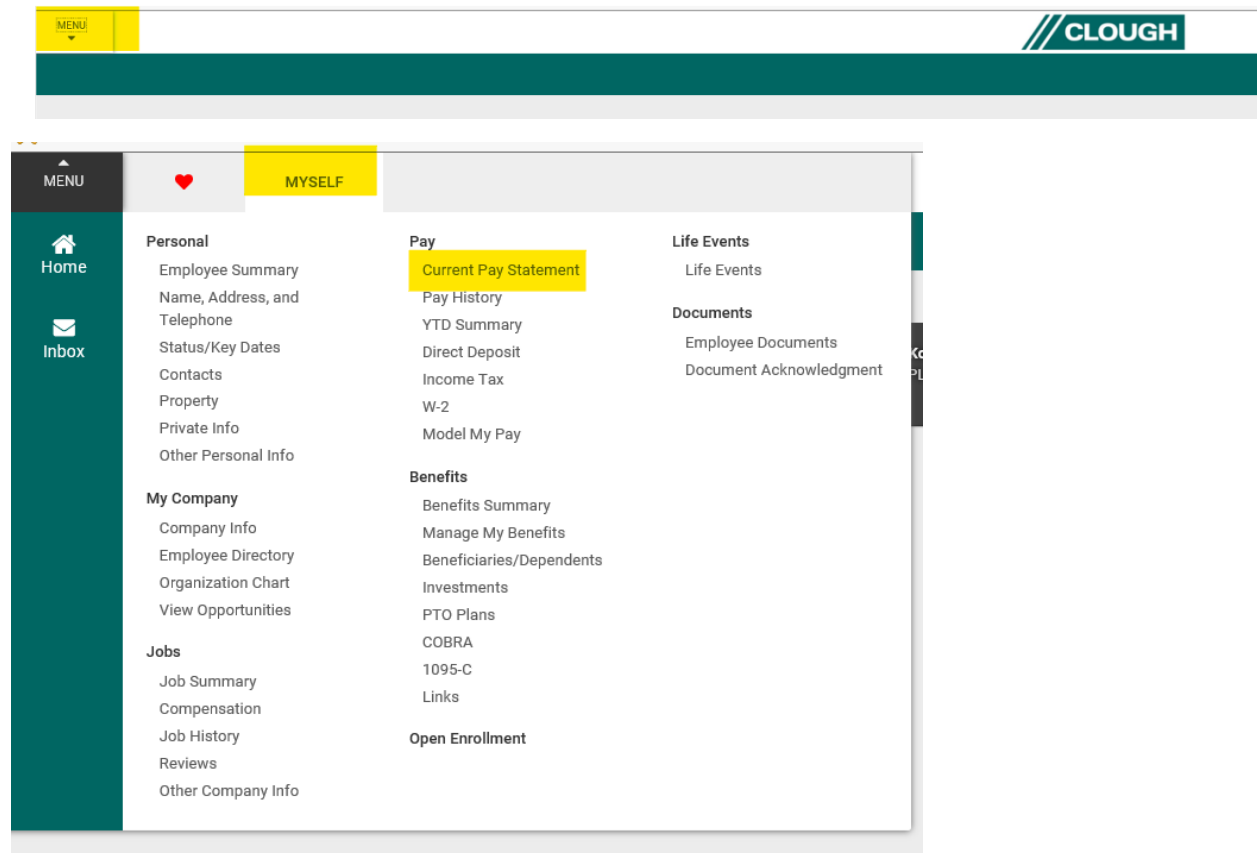 MENU
CLOUGH
MENU
MYSELF
Home
Inbox
Personal
Employee Summary
Name, Address, and
Telephone
Status/Key Dates
Contacts
Property
Private Info
Other Personal Info
My Company
Company Info
Employee Directory
Organization Chart
View Opportunities
Jobs
Job Summary
Compensation
Job History
Reviews
Other Company Info
Pay
Current Pay Statement
Pay History
YTD Summary
Direct Deposit
Income Tax
W-2
Model My Pay
Benefits
Benefits Summary
Manage My Benefits
Beneficiaries/Dependents
Investments
PTO Plans
COBRA
1095-C
Links
Open Enrollment
Life Events
Life Events
Documents
Employee Documents
Document Acknowledgment